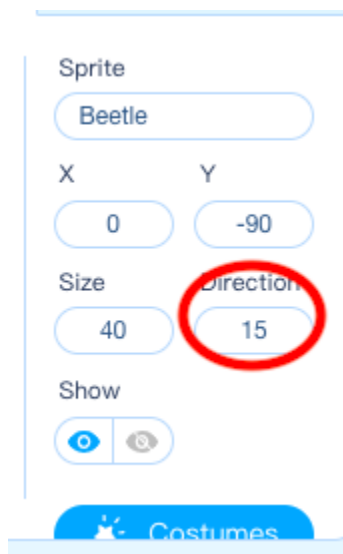 Sprite
Beetle
X Y
0 -90
Size Direction
40 15
Show
Costumes